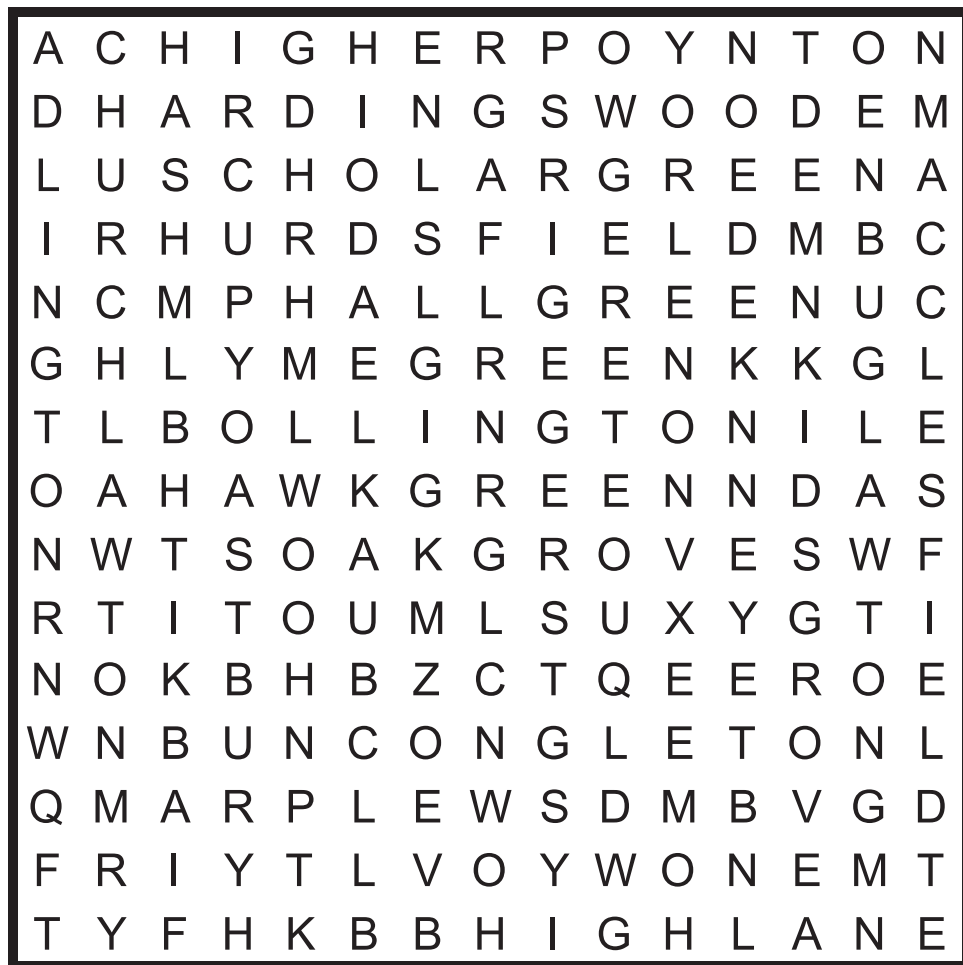 A C H I G H E R P O Y N T O N
D H A R D I N G S W O O D E M
L U S C H O L A R G R E E N A
I R H U R D S F I E L D M B C
N C M P H A L L G R E E N U C
G H L Y M E G R E E N K K G L
T L B O L L I N G T O N I L E
O A H A W K G R E E N N D A S
N W T S O A K G R O V E S W F
R T I T O U M L S U X Y G T I
N O K B H B Z C T Q E E R O E
W N B U N C O N G L E T O N L
Q M A R P L E W S D M B V G D
F R I Y T L V O Y W O N E M T
T Y F H K B B H I G H L A N E